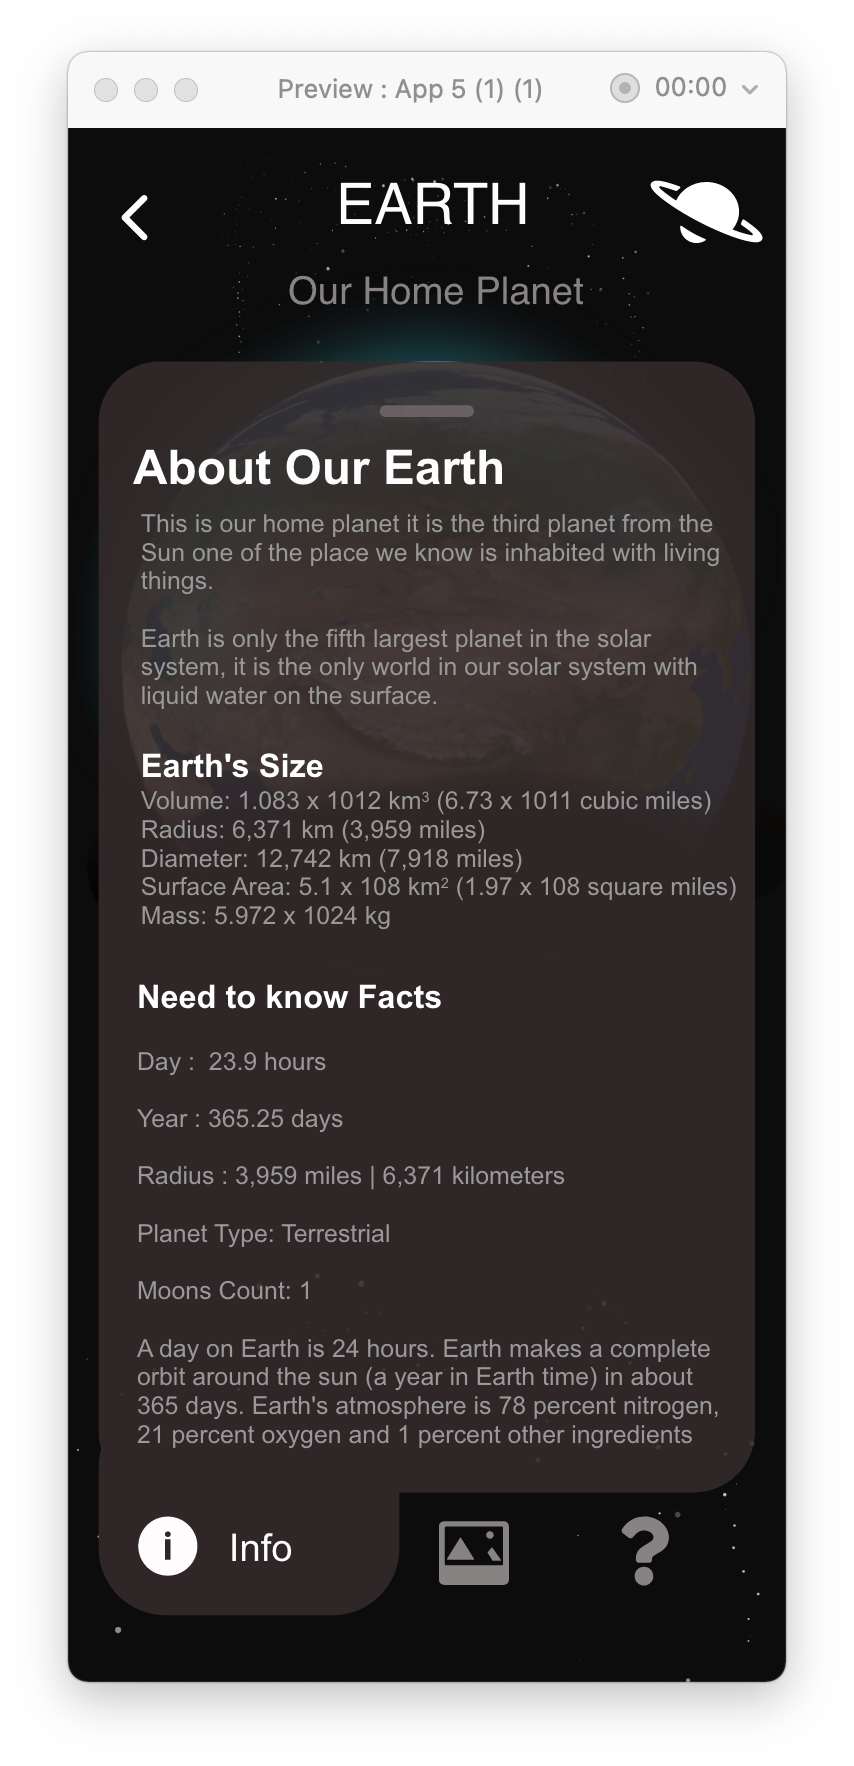 Preview : App 5 (1) (1)
00:00
EARTH
Our Home Planet
About Our Earth
This is our home planet it is the third planet from the
Sun one of the place we know is inhabited with living
things.
Earth is only the fifth largest planet in the solar
system, it is the only world in our solar system with
liquid water on the surface.
Earth's Size
Volume: 1.083 x 1012 km³ (6.73 x 1011 cubic miles)
Radius: 6,371 km (3,959 miles)
Diameter: 12,742 km (7,918 miles)
Surface Area: 5.1 x 108 km² (1.97 x 108 square miles)
Mass: 5.972 x 1024 kg
Need to know Facts
Day :  23.9 hours
Year : 365.25 days
Radius : 3,959 miles | 6,371 kilometers
Planet Type: Terrestrial
Moons Count: 1
A day on Earth is 24 hours. Earth makes a complete
orbit around the sun (a year in Earth time) in about
365 days. Earth's atmosphere is 78 percent nitrogen,
21 percent oxygen and 1 percent other ingredients
i Info
?